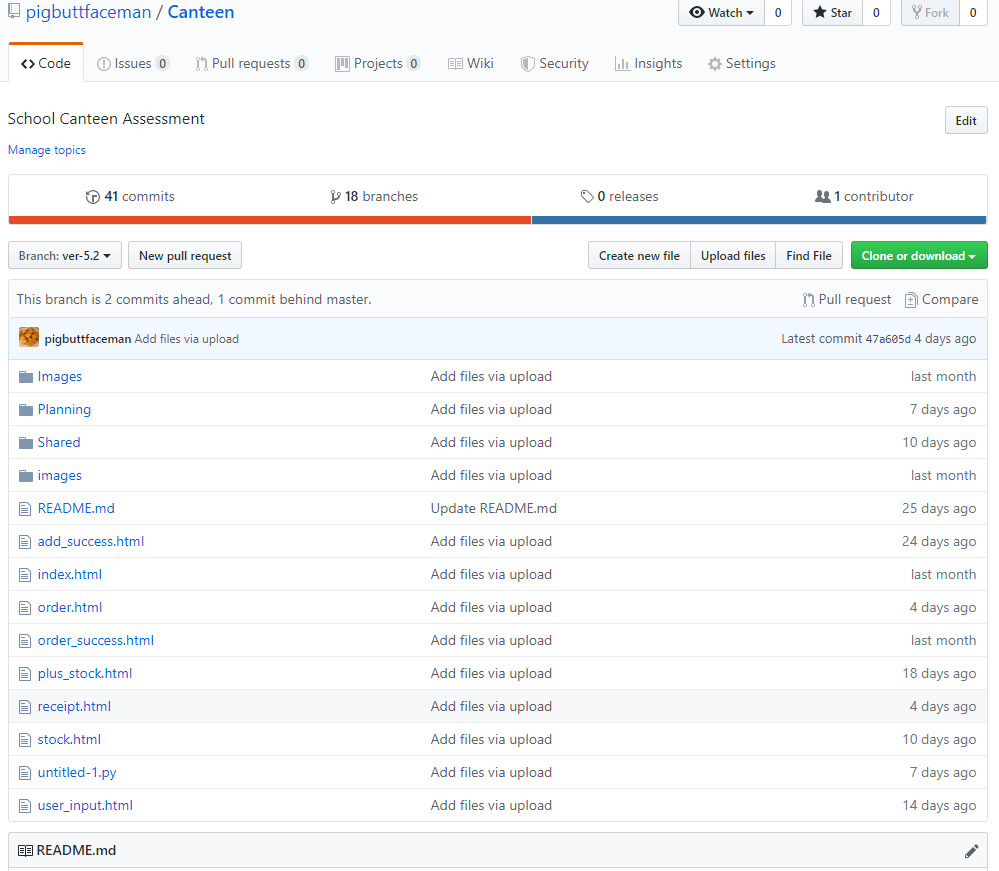 pigbuttfaceman / Canteen Watch 0 Star 0 Fork 0
Code Issues 0 Pull requests 0 Projects 0 Wiki Security Insights Settings
School Canteen Assessment Edit
Manage topics
41 commits 18 branches 0 releases 1 contributor
Branch: ver-5.2 New pull request Create new file Upload files Find File Clone or download
This branch is 2 commits ahead, 1 commit behind master. Pull request Compare
pigbuttfaceman Add files via upload Latest commit 47a605d 4 days ago
Images Add files via upload last month
Planning Add files via upload 7 days ago
Shared Add files via upload 10 days ago
images Add files via upload last month
README.md Update README.md 25 days ago
add_success.html Add files via upload 24 days ago
index.html Add files via upload last month
order.html Add files via upload 4 days ago
order_success.html Add files via upload last month
plus_stock.html Add files via upload 18 days ago
receipt.html Add files via upload 4 days ago
stock.html Add files via upload 10 days ago
untitled-1.py Add files via upload 7 days ago
user_input.html Add files via upload 14 days ago
README.md